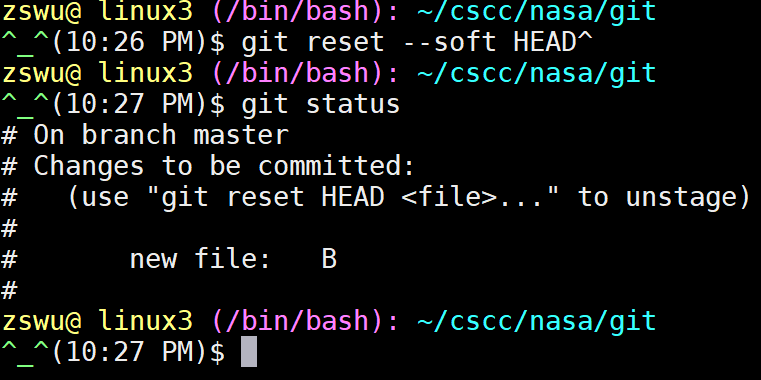 zswu@ linux3 (/bin/bash): ~/cscc/nasa/git
^_^(10:26 PM)$ git reset --soft HEAD^
zswu@ linux3 (/bin/bash): ~/cscc/nasa/git
^_^(10:27 PM)$ git status
# On branch master
# Changes to be committed:
#   (use "git reset HEAD <file>..." to unstage)
#
#       new file:   B
#
zswu@ linux3 (/bin/bash): ~/cscc/nasa/git
^_^(10:27 PM)$